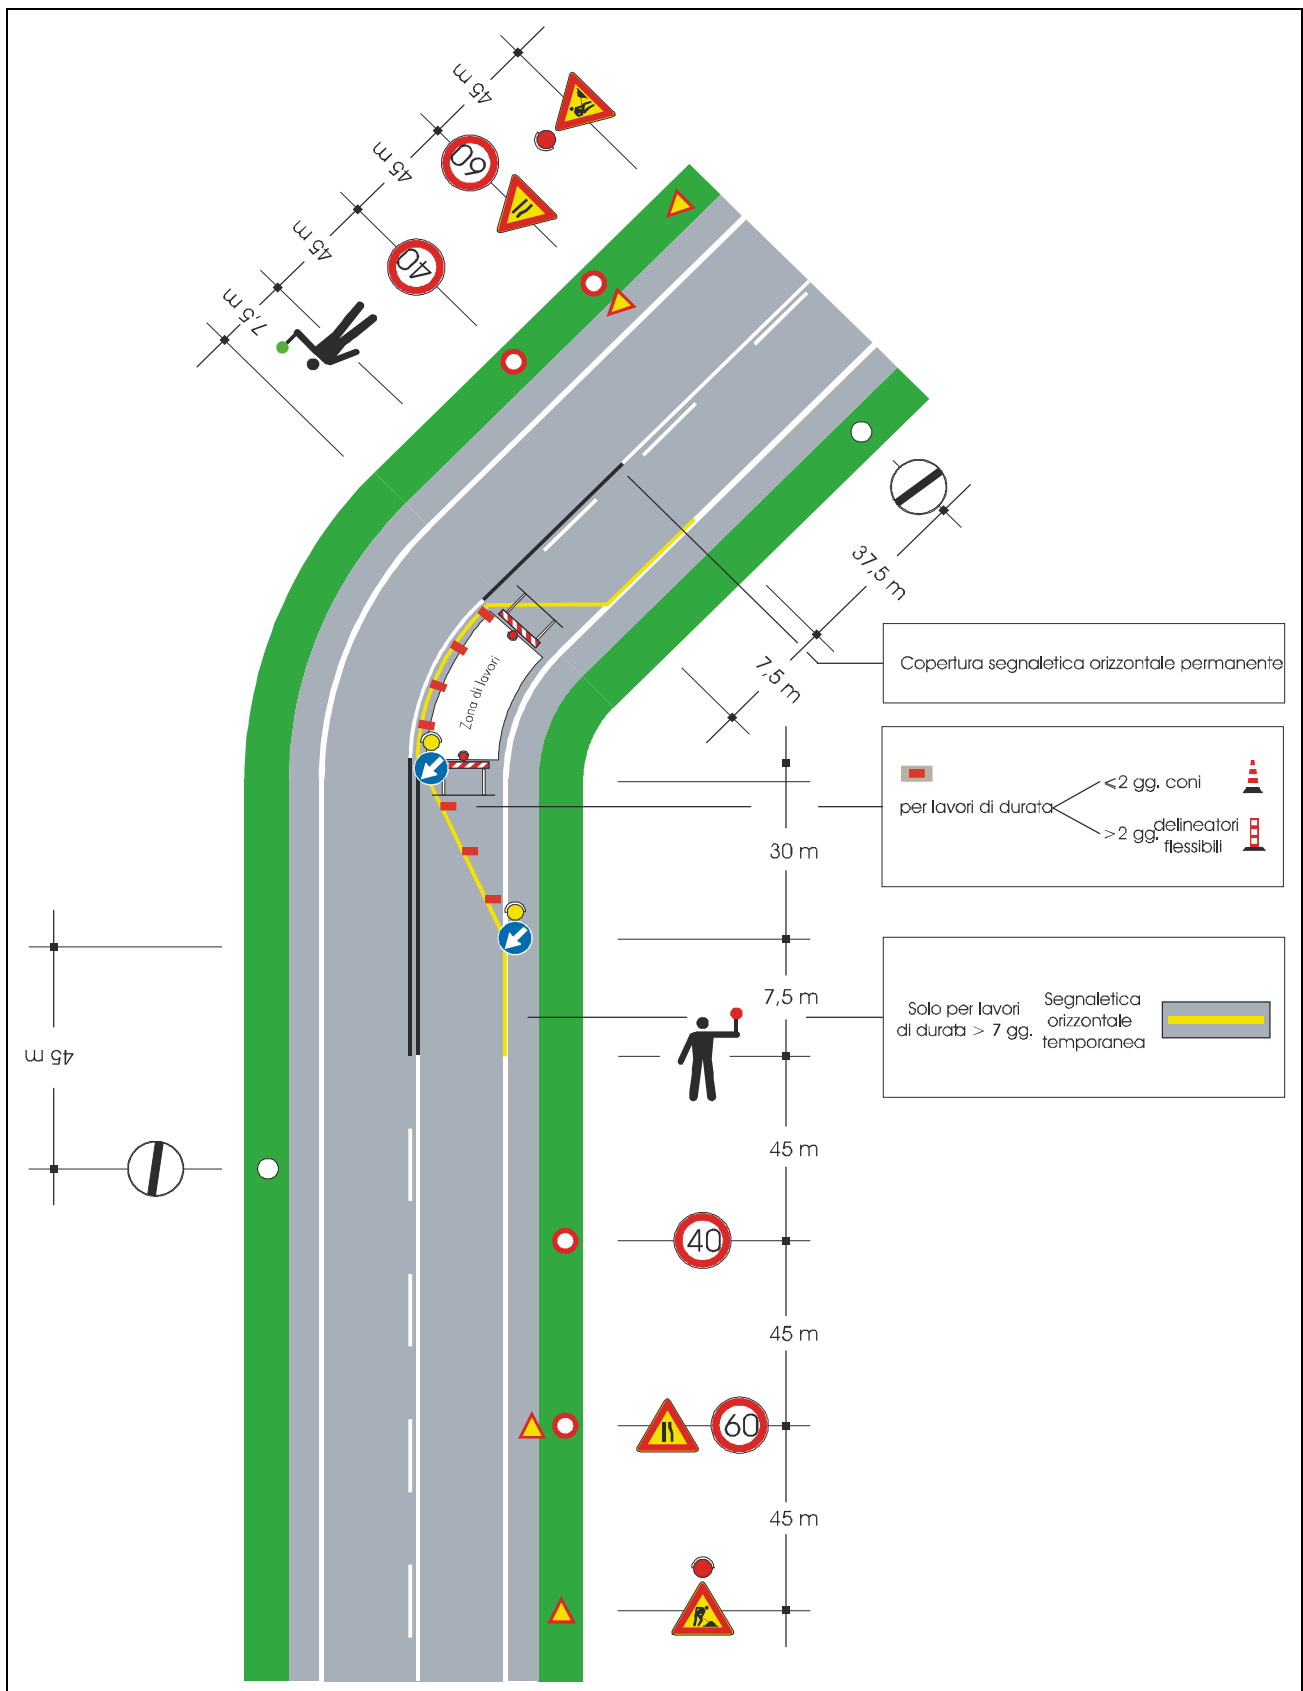 45 m
45 m
60
45 m
40
7,5 m
37,5 m
Copertura segnaletica orizzontale permanente
7,5 m
Zona di lavori
≤2 gg. coni
per lavori di durata
>2 gg. delineatori
flessibili
30 m
7,5 m
Solo per lavori
di durata > 7 gg.
Segnaletica
orizzontale
temporanea
45 m
45 m
40
45 m
60
45 m